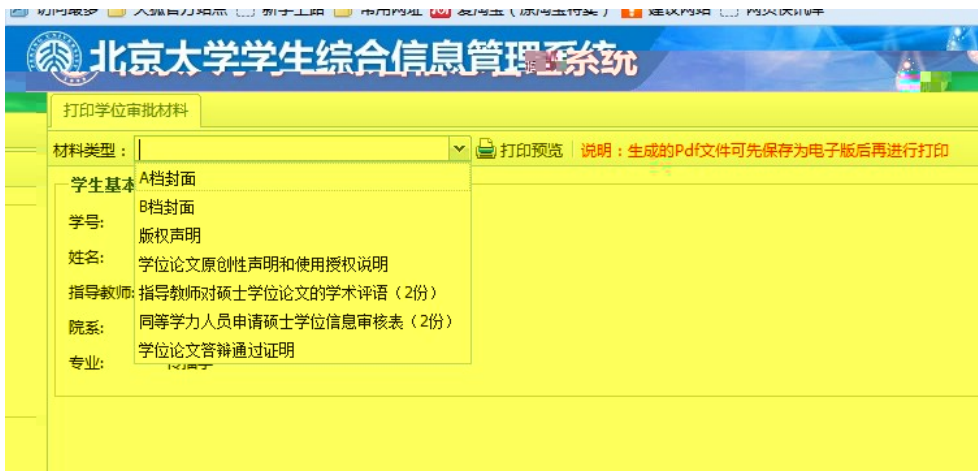 北京大学学生综合信息管理系统
打印学位审批材料
材料类型： 打印预览 说明：生成的Pdf文件可先保存为电子版后再进行打印
学生基本
A档封面
B档封面
学号:
版权声明
姓名:
学位论文原创性声明和使用授权说明
指导教师:
指导教师对硕士学位论文的学术评语（2份）
院系:
同等学力人员申请硕士学位信息审核表（2份）
学位论文答辩通过证明
专业: